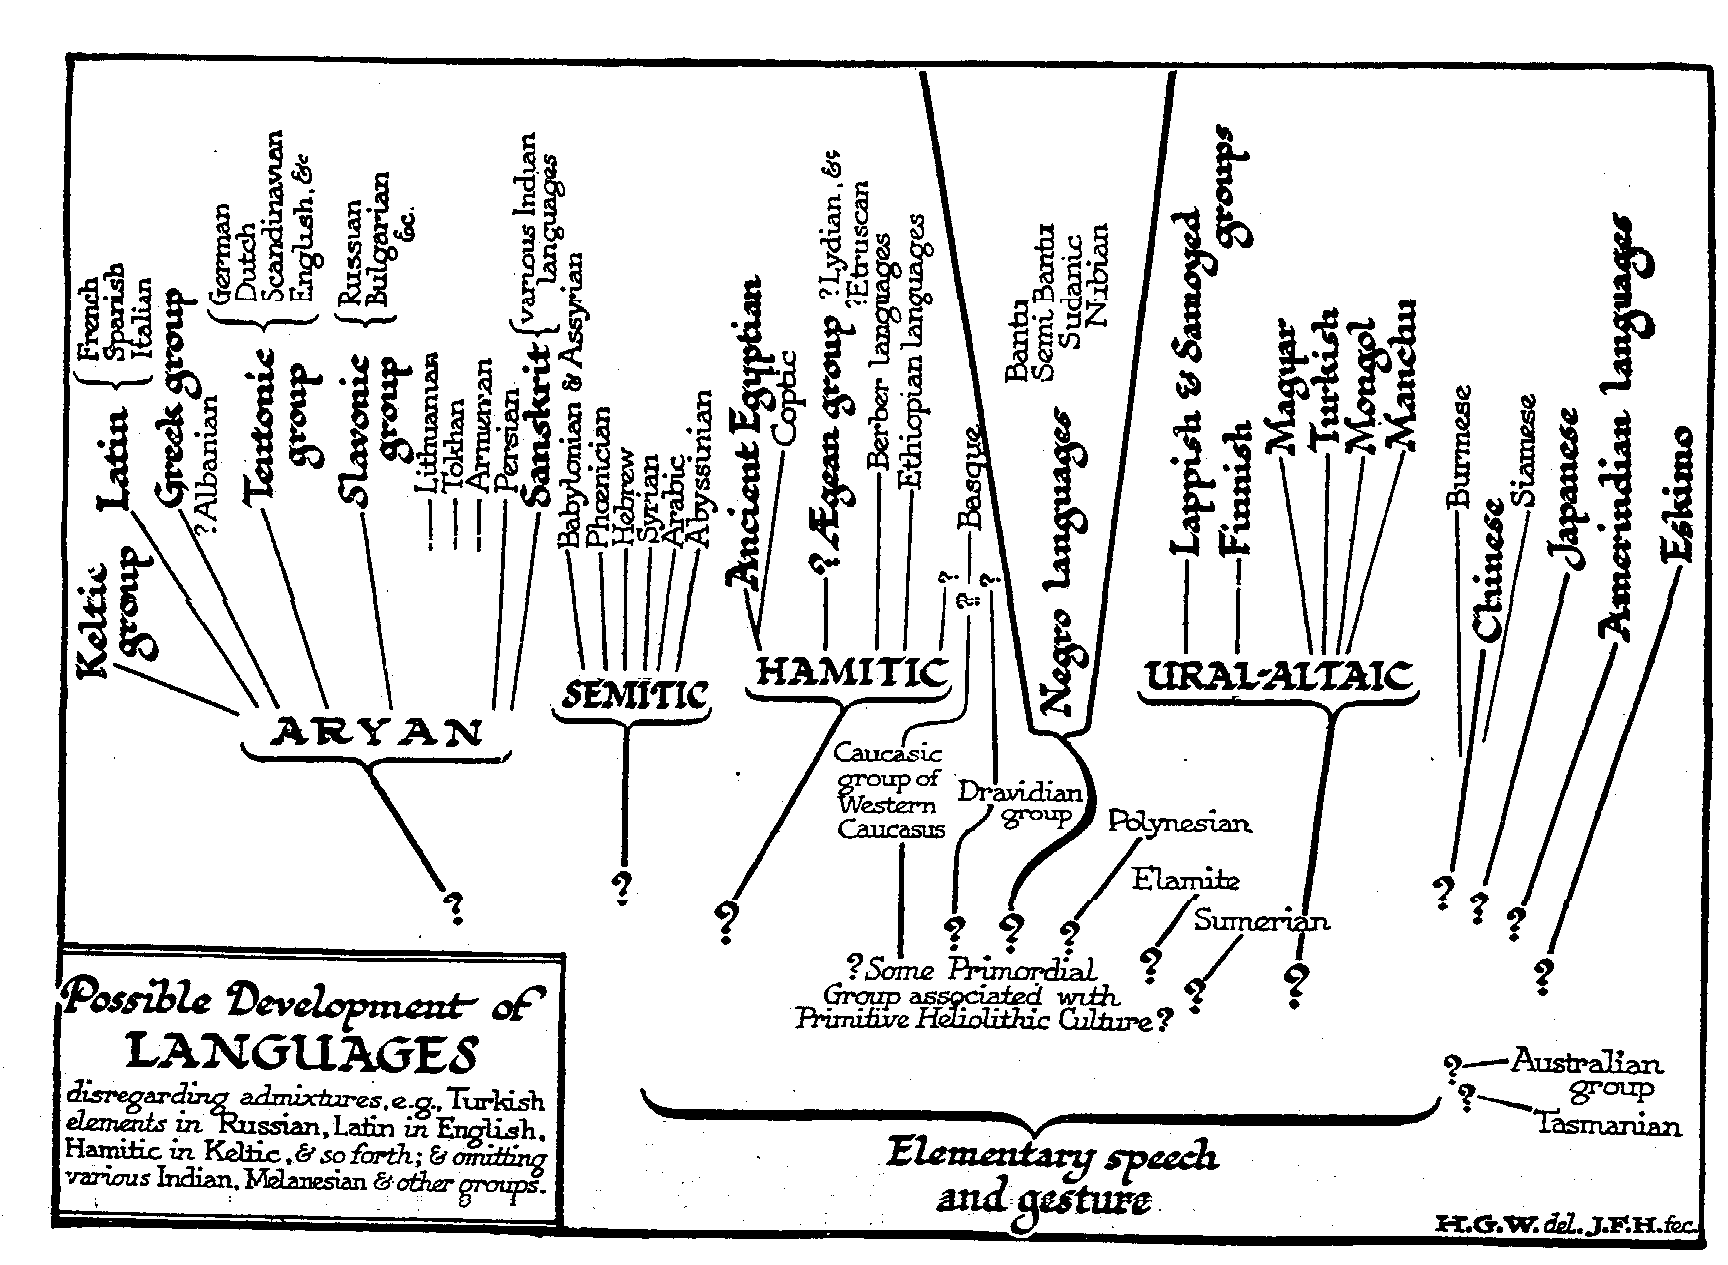 French
Spanish
Italian
Latin
Keltic
group
Greek group
? Albanian
German
Dutch
Scandinavian
English, &c
Teutonic
group
Russian
Bulgarian
&c.
Slavonic
group
Lithuanian
Tokhan
Armenian
Persian
various Indian
languages
Sanskrit
ARYAN
Babylonian & Assyrian
Phœnician
Hebrew
Syrian
Arabic
Abyssinian
SEMITIC
Ancient Egyptian
Coptic
? Ægean group
? Lydian, &c
? Etruscan
Berber languages
Ethiopian languages
HAMITIC
Basque
?
?
?
?
Bantu
Semi Bantu
Sudanic
Nibian
Negro languages
Lappish & Samoyed
groups
Finnish
Magyar
Turkish
Mongol
Manchu
URAL-ALTAIC
Burmese
Chinese
Siamese
Japanese
Amerindian languages
Eskimo
Caucasic
group of
Western
Caucasus
Dravidian
group
Polynesian
Elamite
Sumerian
?
?
?
?
?
?
?
?
?
?
?
?
?
? Some Primordial
Group associated with
Primitive Heliolithic Culture ?
Possible Development of
LANGUAGES
disregarding admixtures, e.g., Turkish
elements in Russian, Latin in English,
Hamitic in Keltic, & so forth; & omitting
various Indian, Melanesian & other groups.
? Australian
group
? Tasmanian
Elementary speech
and gesture
H.G.W. del. J.F.H. fec.